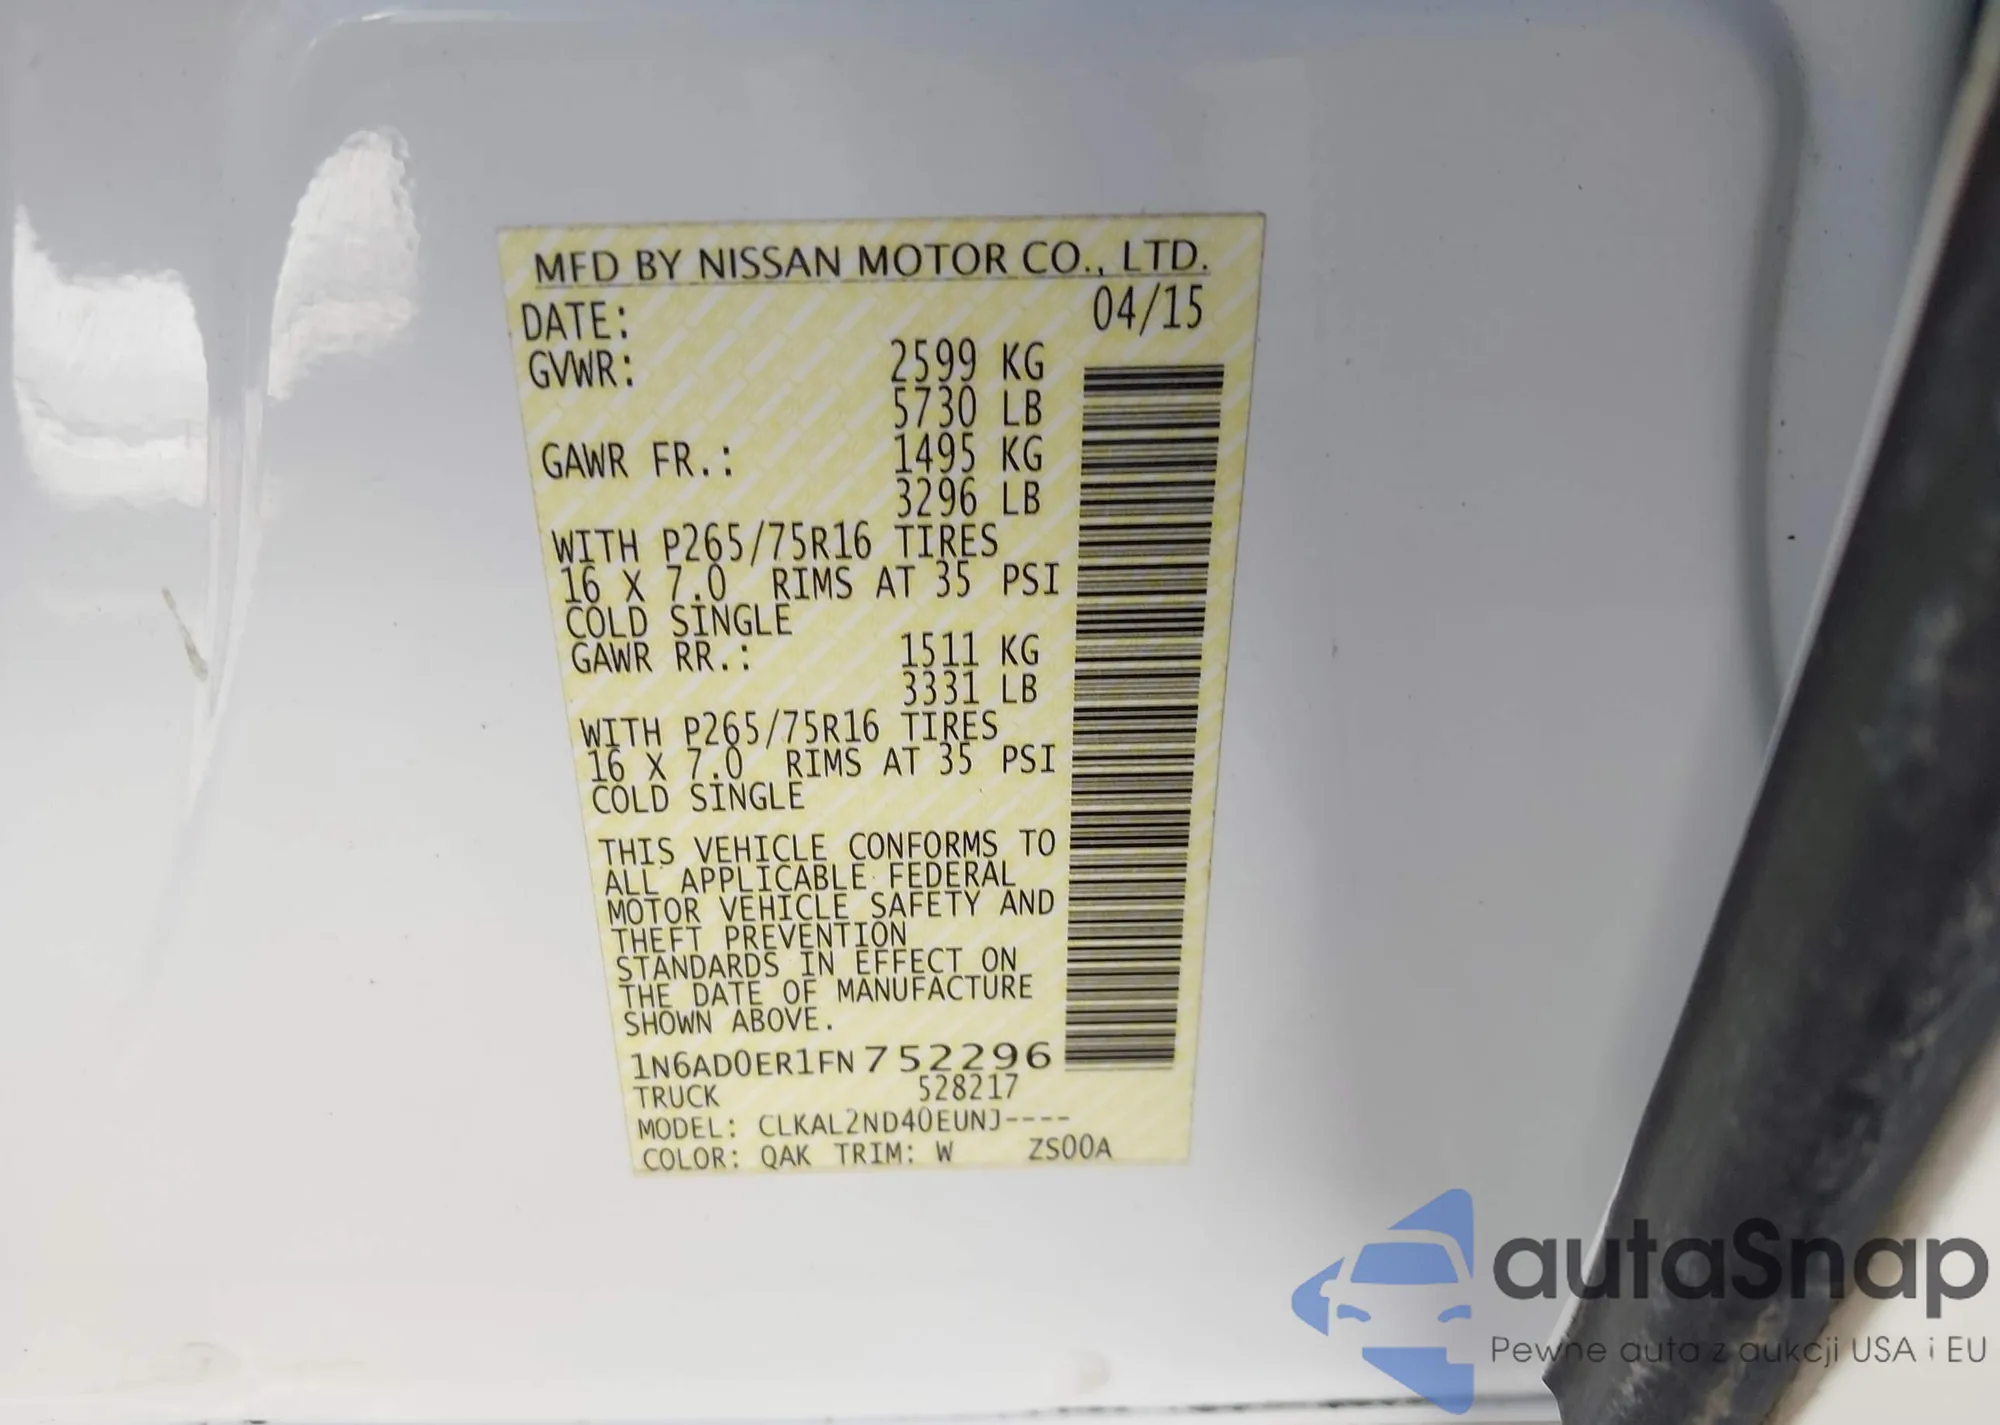 MFD BY NISSAN MOTOR CO., LTD.
DATE: 04/15
GVWR: 2599 KG
5730 LB
GAWR FR.: 1495 KG
3296 LB
WITH P265/75R16 TIRES
16 X 7.0 RIMS AT 35 PSI
COLD SINGLE
GAWR RR.: 1511 KG
3331 LB
WITH P265/75R16 TIRES
16 X 7.0 RIMS AT 35 PSI
COLD SINGLE
THIS VEHICLE CONFORMS TO
ALL APPLICABLE FEDERAL
MOTOR VEHICLE SAFETY AND
THEFT PREVENTION
STANDARDS IN EFFECT ON
THE DATE OF MANUFACTURE
SHOWN ABOVE.
1N6AD0ER1FN752296
TRUCK 528217
MODEL: CLKAL2ND40EUNJ----
COLOR: QAK TRIM: W ZS00A
autaSnap
Pewne auta z aukcji USA i EU